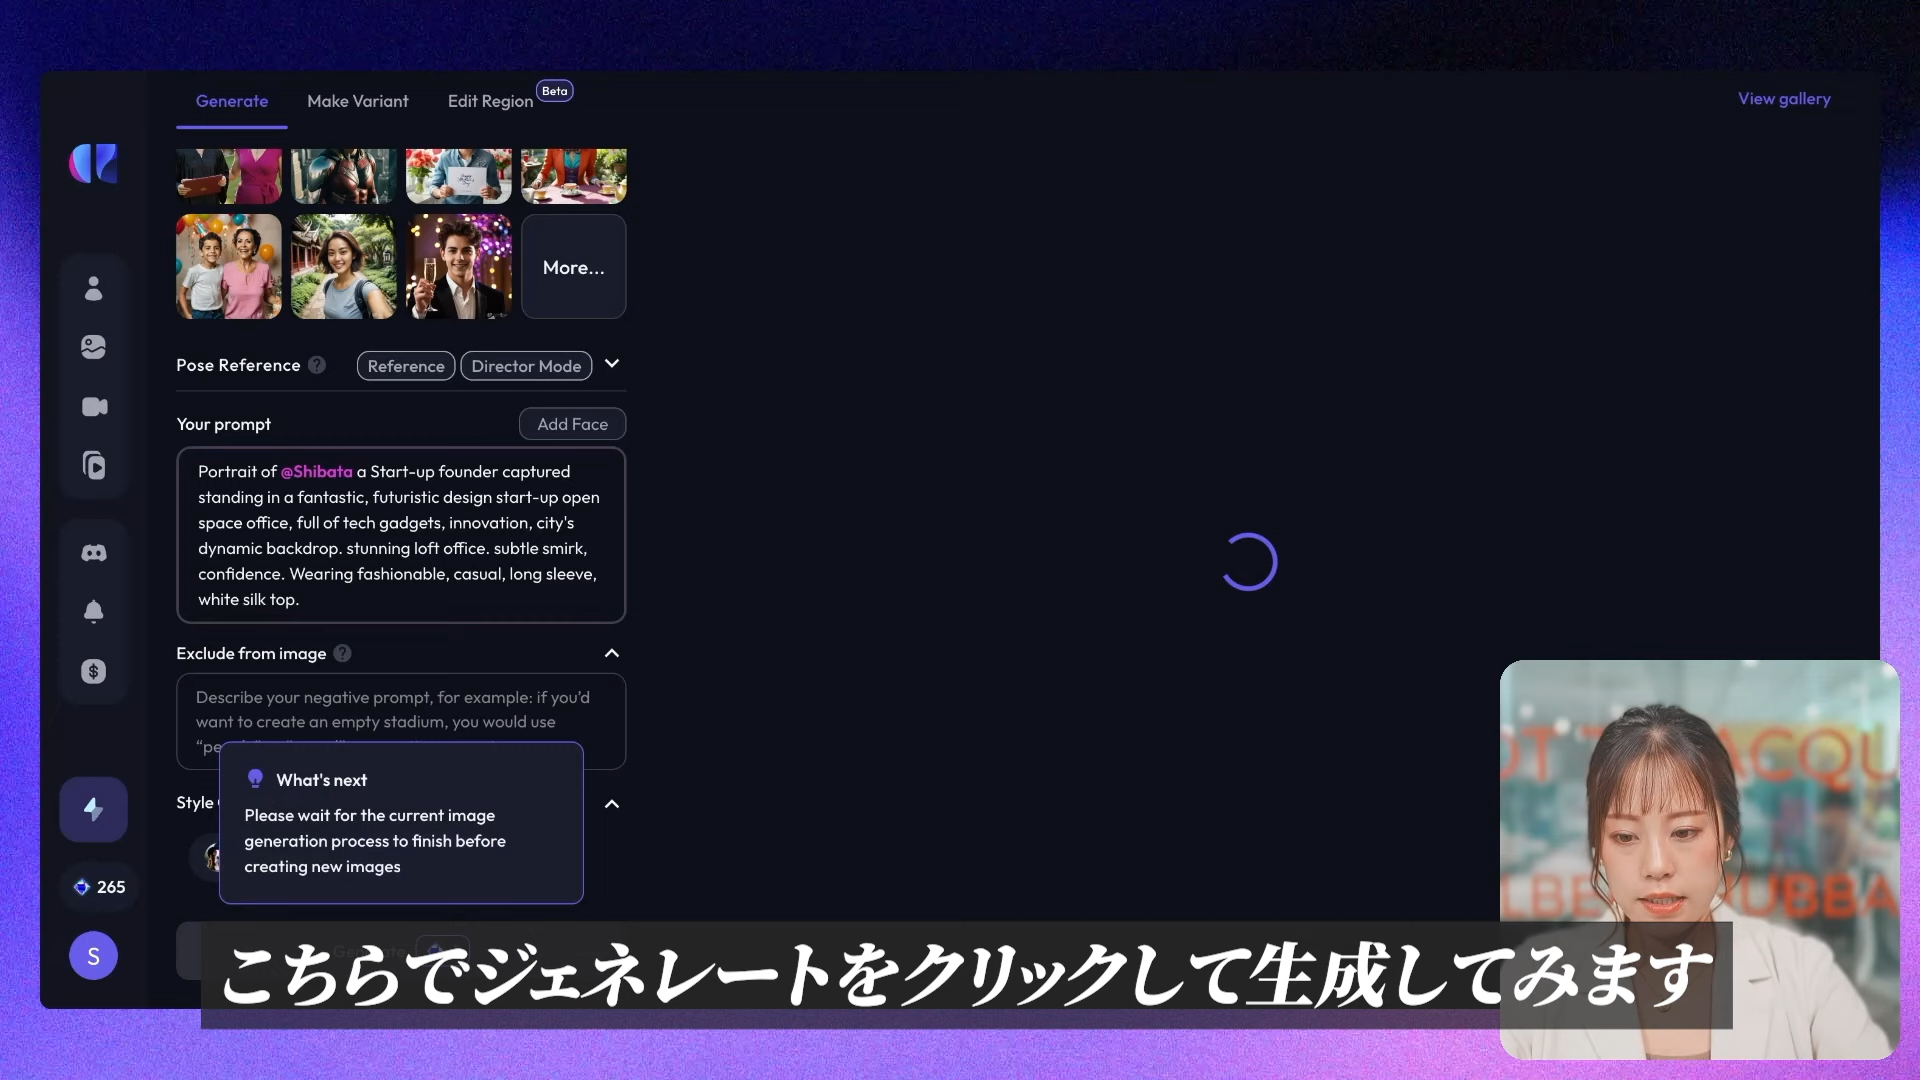 Generate
Make Variant
Edit Region
Beta
View gallery
More...
Pose Reference ?
Reference
Director Mode
Your prompt
Add Face
Portrait of @Shibata a Start-up founder captured
standing in a fantastic, futuristic design start-up open
space office, full of tech gadgets, innovation, city's
dynamic backdrop. stunning loft office. subtle smirk,
confidence. Wearing fashionable, casual, long sleeve,
white silk top.
Exclude from image ?
Describe your negative prompt, for example: if you'd
want to create an empty stadium, you would use
What's next
Please wait for the current image
generation process to finish before
creating new images
Style
265
S
Generate
こちらでジェネレートをクリックして生成してみます